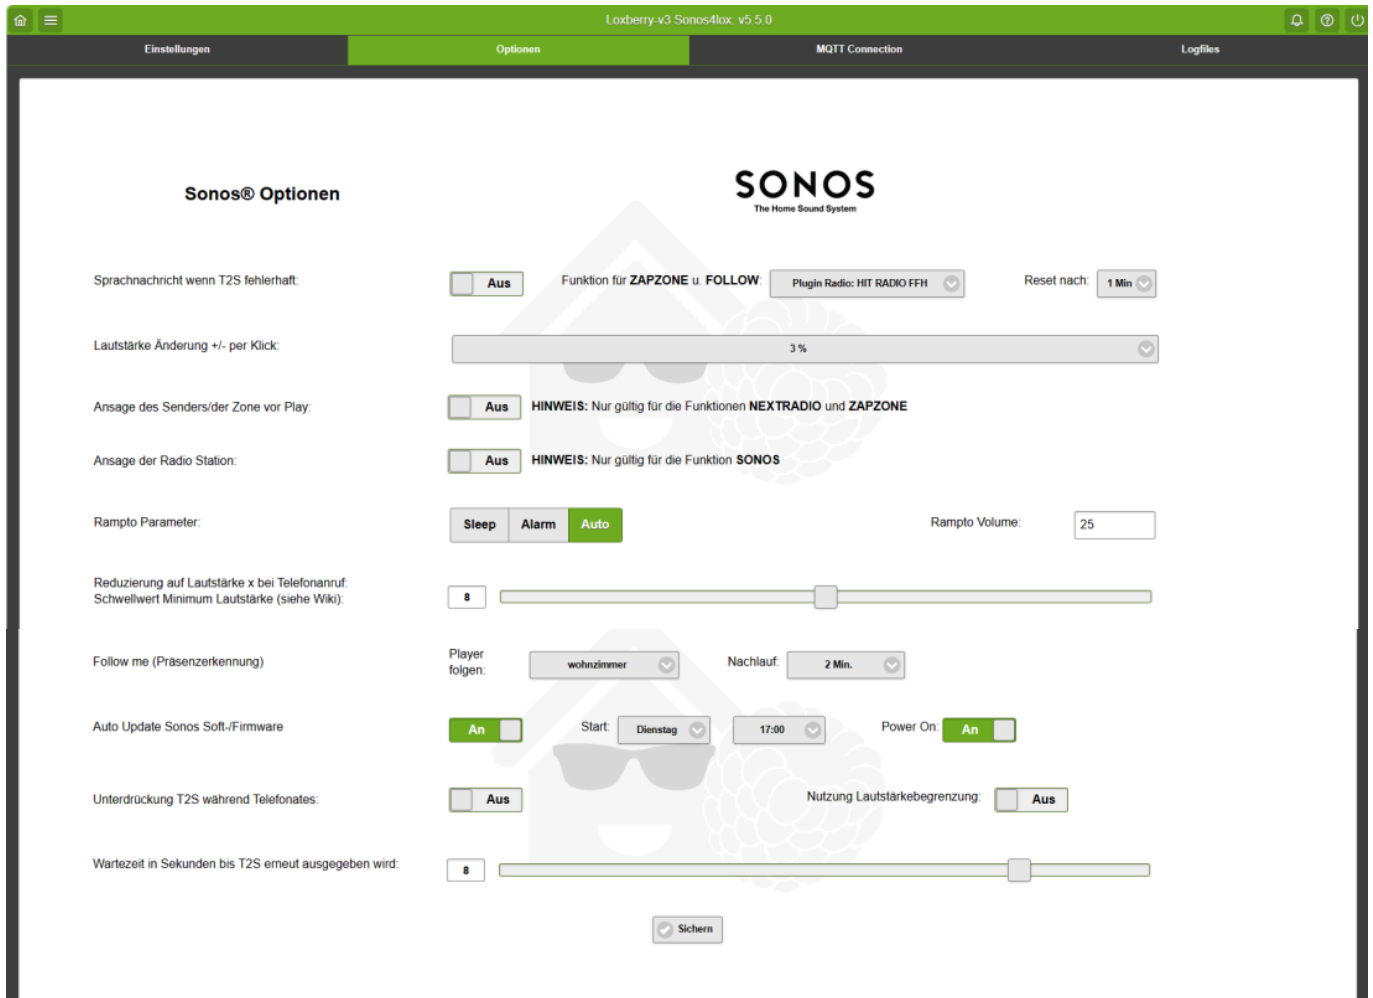 Loxberry-v3 Sonos4lox: v5.5.0
Einstellungen Optionen MQTT Connection Logfiles
SONOS
The Home Sound System
Sonos® Optionen
Sprachnachricht wenn T2S fehlerhaft: Aus Funktion für ZAPZONE u. FOLLOW: Plugin Radio: HIT RADIO FFH Reset nach: 1 Min
Lautstärke Änderung +/- per Klick: 3 %
Ansage des Senders/der Zone vor Play: Aus HINWEIS: Nur gültig für die Funktionen NEXTRADIO und ZAPZONE
Ansage der Radio Station: Aus HINWEIS: Nur gültig für die Funktion SONOS
Rampto Parameter: Sleep Alarm Auto Rampto Volume: 25
Reduzierung auf Lautstärke x bei Telefonanruf:
Schwellwert Minimum Lautstärke (siehe Wiki): 8
Follow me (Präsenzerkennung) Player folgen: wohnzimmer Nachlauf: 2 Min.
Auto Update Sonos Soft-/Firmware An Start: Dienstag 17:00 Power On: An
Unterdrückung T2S während Telefonates: Aus Nutzung Lautstärkebegrenzung: Aus
Wartezeit in Sekunden bis T2S erneut ausgegeben wird: 8
Sichern